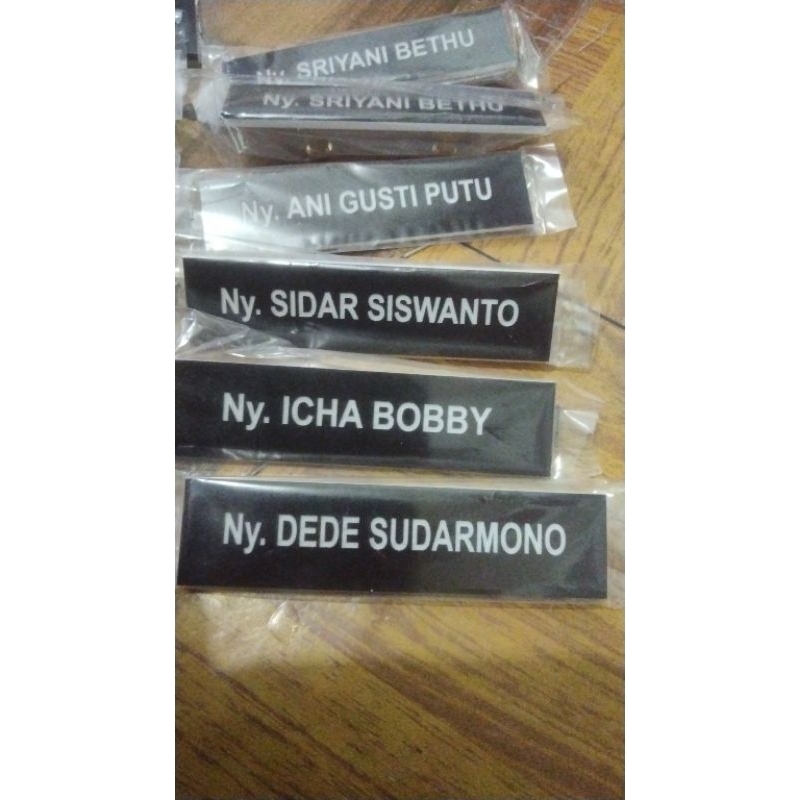 Ny. SRIYANI BETHU
Ny. SRIYANI BETHU
Ny. ANI GUSTI PUTU
Ny. SIDAR SISWANTO
Ny. ICHA BOBBY
Ny. DEDE SUDARMONO